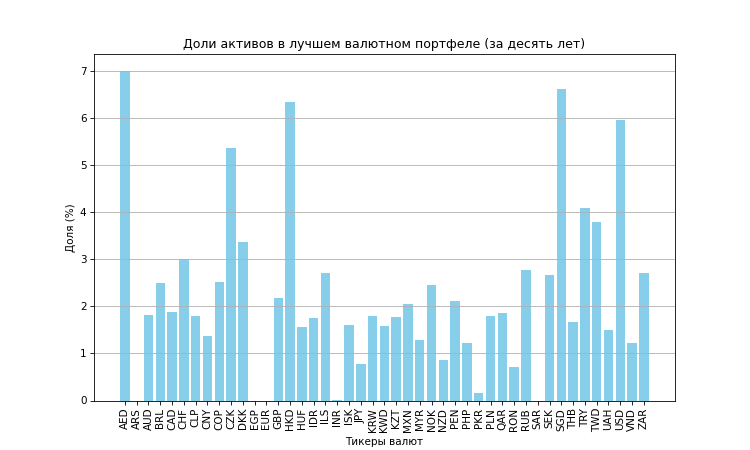 Доли активов в лучшем валютном портфеле (за десять лет)
Доля (%)
7
6
5
4
3
2
1
0
AED ARS AUD BRL CAD CHF CLP CNY COP CZK DKK EGP EUR GBP HKD HUF IDR ILS INR ISK JPY KRW KWD KZT MXN MYR NOK NZD PEN PHP PKR PLN QAR RON RUB SAR SEK SGD THB TRY TWD UAH USD VND ZAR
Тикеры валют